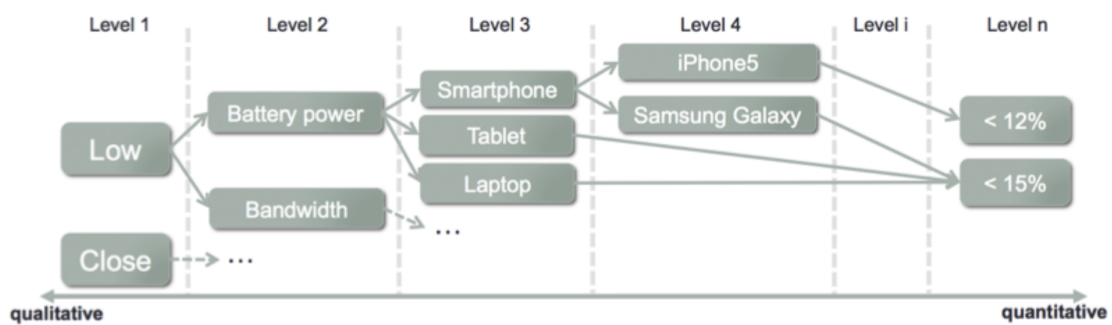 Level 1
Level 2
Level 3
Level 4
Level i
Level n
Low
Battery power
Smartphone
iPhone5
Samsung Galaxy
Tablet
Laptop
< 12%
< 15%
Bandwidth
...
Close
...
qualitative
quantitative